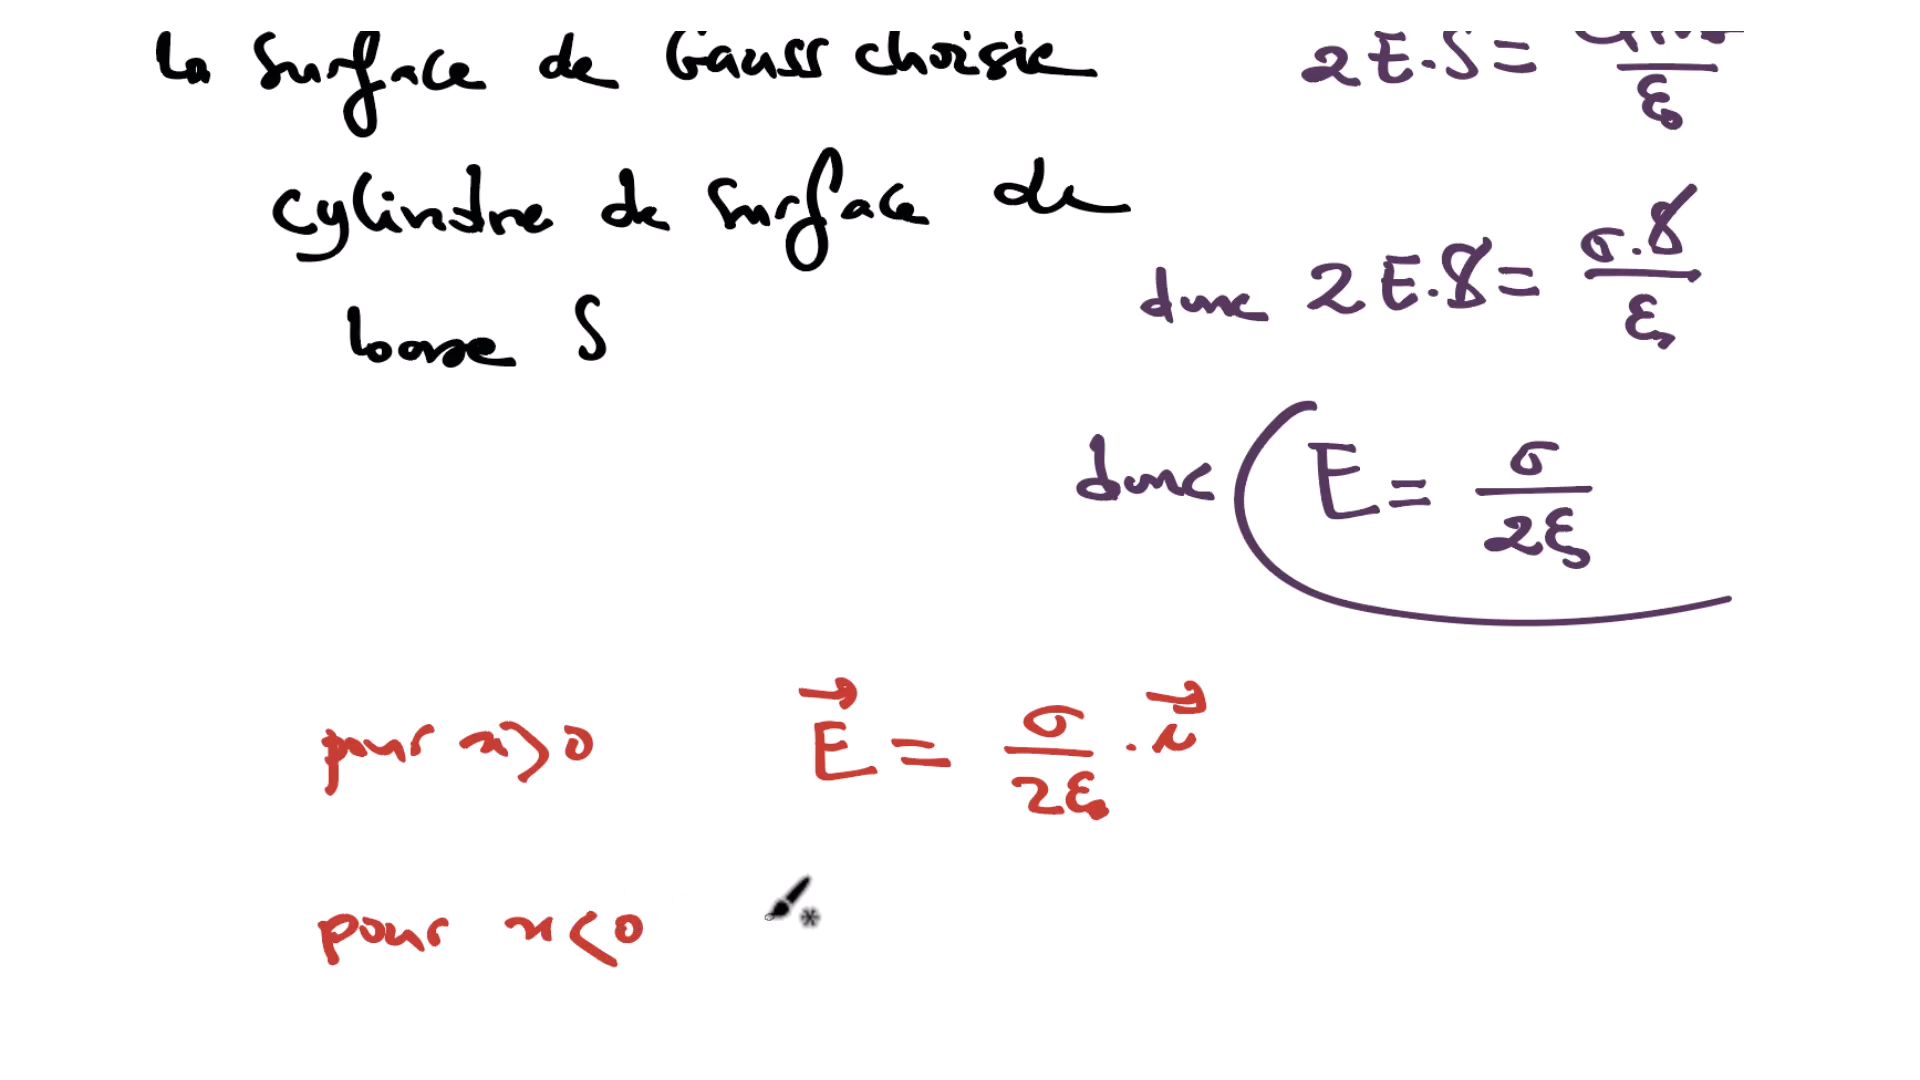 la surface de Gauss choisie
cylindre de surface de
base S
2E.S = / ε₀
donc 2E.S = σ.S / ε₀
donc E = σ / 2ε₀
pour x>0 E⃗ = σ / 2ε₀ . i⃗
pour x<0